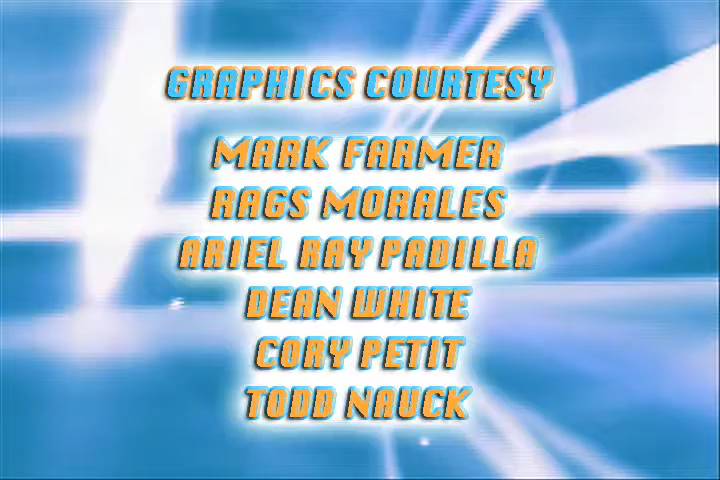 GRAPHICS COURTESY
MARK FARMER
RAGS MORALES
ARIEL RAY PADILLA
DEAN WHITE
CORY PETIT
TODD NAUCK